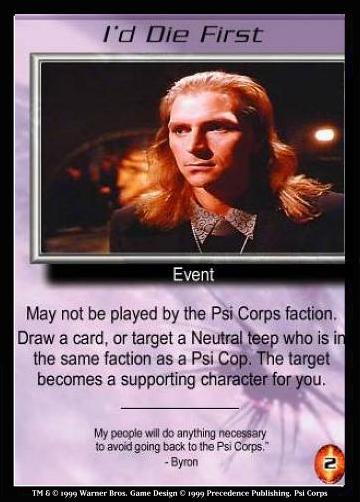 I'd Die First
Event
May not be played by the Psi Corps faction.
Draw a card, or target a Neutral teep who is in
the same faction as a Psi Cop. The target
becomes a supporting character for you.
My people will do anything necessary
to avoid going back to the Psi Corps."
- Byron
2
TM & © 1999 Warner Bros. Game Design © 1999 Precedence Publishing. Psi Corps